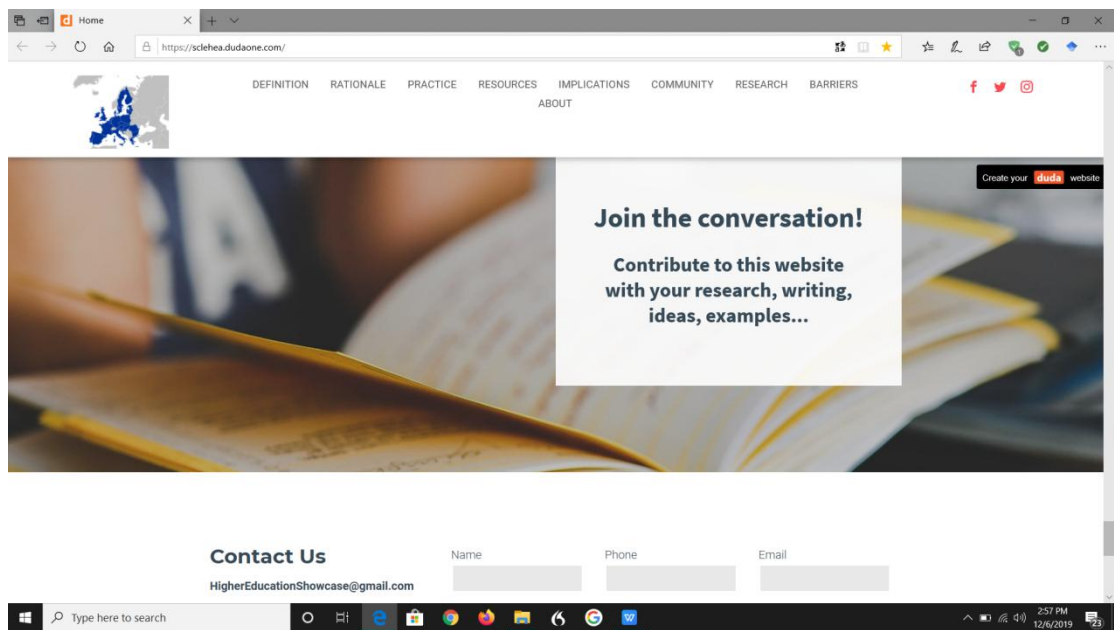 Home
https://sclehea.dudaone.com/
DEFINITION RATIONALE PRACTICE RESOURCES IMPLICATIONS COMMUNITY RESEARCH BARRIERS
ABOUT
Create your duda website
Join the conversation!
Contribute to this website
with your research, writing,
ideas, examples...
Contact Us
HigherEducationShowcase@gmail.com
Name
Phone
Email
Type here to search
2:57 PM
12/6/2019
23